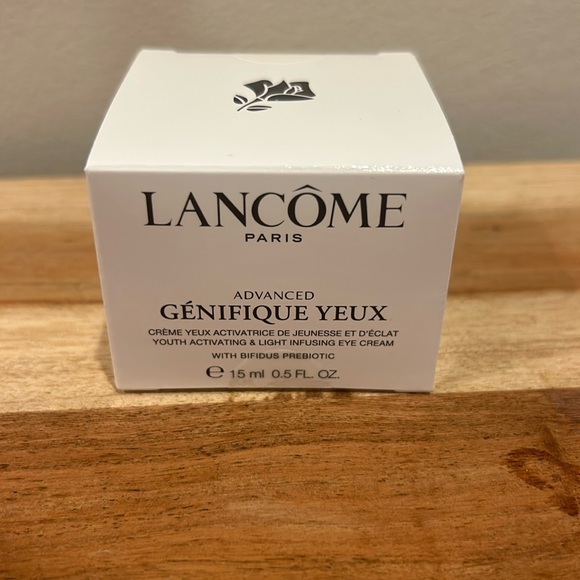 LANCÔME
PARIS
ADVANCED
GÉNIFIQUE YEUX
CRÈME YEUX ACTIVATRICE DE JEUNESSE ET D'ÉCLAT
YOUTH ACTIVATING & LIGHT INFUSING EYE CREAM
WITH BIFIDUS PREBIOTIC
℮ 15 ml 0.5 FL. OZ.